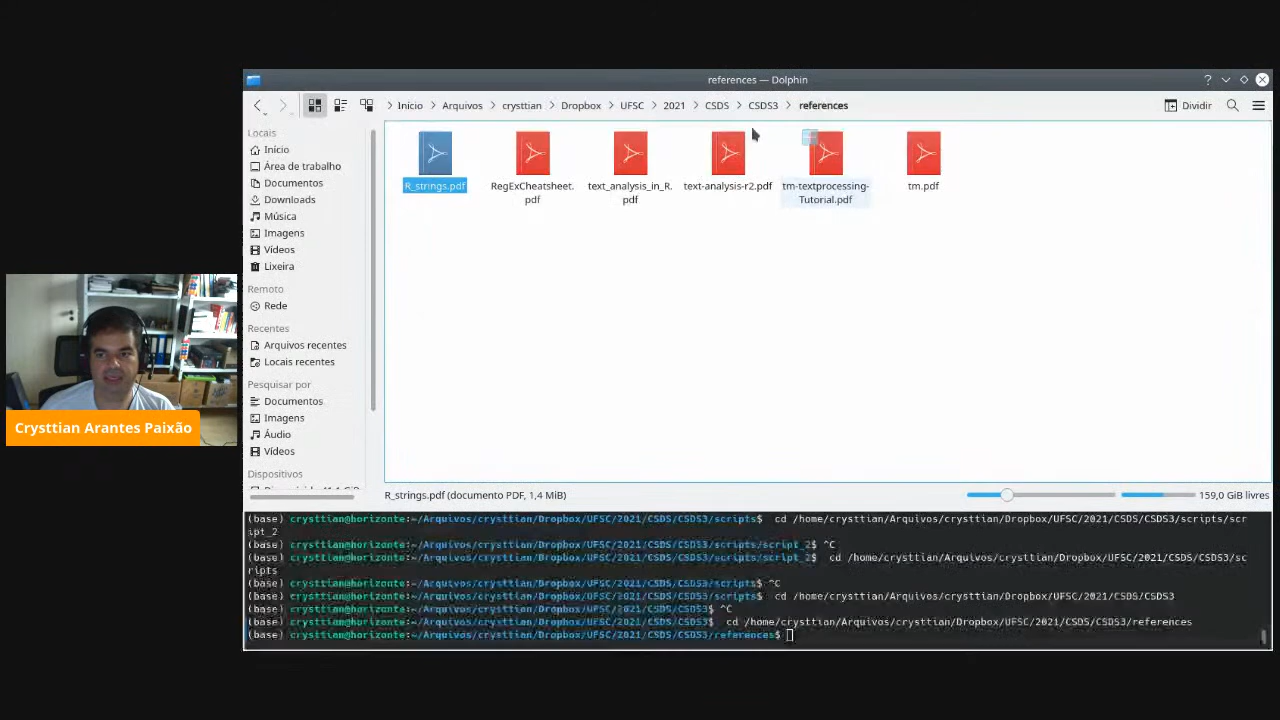 references — Dolphin
Início
Arquivos
crysttian
Dropbox
UFSC
2021
CSDS
CSDS3
references
Dividir
Locais
Início
Área de trabalho
Documentos
Downloads
Música
Imagens
Vídeos
Lixeira
Remoto
Rede
Recentes
Arquivos recentes
Locais recentes
Pesquisar por
Documentos
Imagens
Áudio
Vídeos
Dispositivos
R_strings.pdf
RegExCheatsheet.
pdf
text_analysis_in_R.
pdf
text-analysis-r2.pdf
tm-textprocessing-
Tutorial.pdf
tm.pdf
R_strings.pdf (documento PDF, 1,4 MiB)
159,0 GiB livres
Crysttian Arantes Paixão
(base) crysttian@horizonte:~/Arquivos/crysttian/Dropbox/UFSC/2021/CSDS/CSDS3/scripts$ cd /home/crysttian/Arquivos/crysttian/Dropbox/UFSC/2021/CSDS/CSDS3/scripts/scr
ipt_2
(base) crysttian@horizonte:~/Arquivos/crysttian/Dropbox/UFSC/2021/CSDS/CSDS3/scripts/script_2$ ^C
(base) crysttian@horizonte:~/Arquivos/crysttian/Dropbox/UFSC/2021/CSDS/CSDS3/scripts/script_2$ cd /home/crysttian/Arquivos/crysttian/Dropbox/UFSC/2021/CSDS/CSDS3/sc
ripts
(base) crysttian@horizonte:~/Arquivos/crysttian/Dropbox/UFSC/2021/CSDS/CSDS3/scripts$ ^C
(base) crysttian@horizonte:~/Arquivos/crysttian/Dropbox/UFSC/2021/CSDS/CSDS3/scripts$ cd /home/crysttian/Arquivos/crysttian/Dropbox/UFSC/2021/CSDS/CSDS3
(base) crysttian@horizonte:~/Arquivos/crysttian/Dropbox/UFSC/2021/CSDS/CSDS3$ ^C
(base) crysttian@horizonte:~/Arquivos/crysttian/Dropbox/UFSC/2021/CSDS/CSDS3$ cd /home/crysttian/Arquivos/crysttian/Dropbox/UFSC/2021/CSDS/CSDS3/references
(base) crysttian@horizonte:~/Arquivos/crysttian/Dropbox/UFSC/2021/CSDS/CSDS3/references$